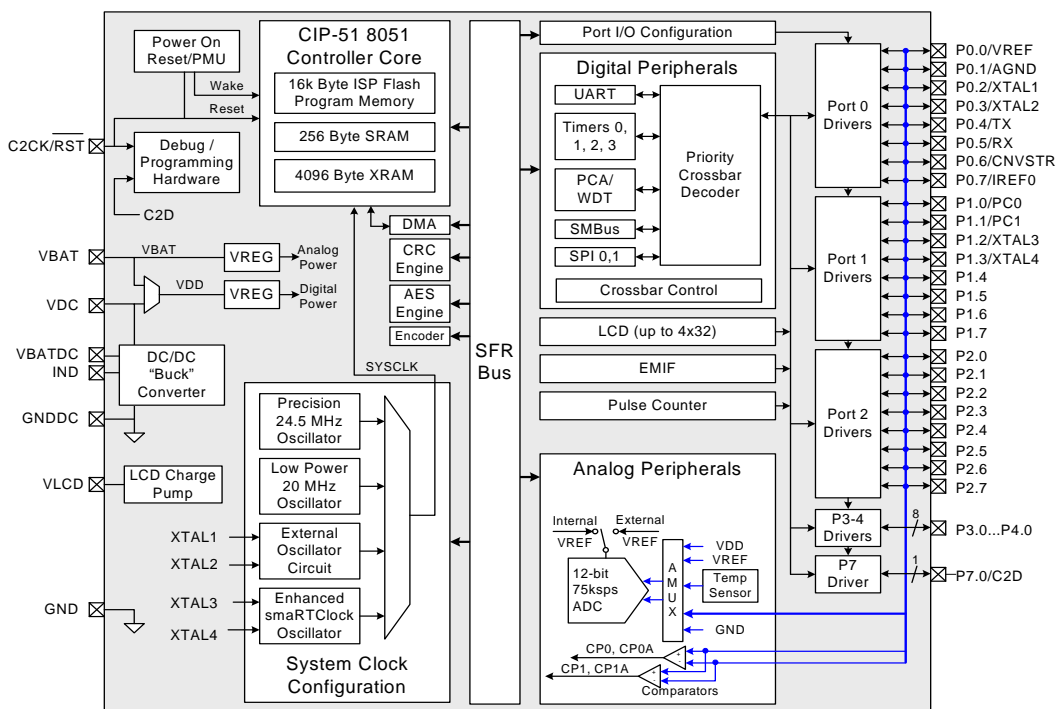 Power On
Reset/PMU
Wake
Reset
C2CK/RST
Debug /
Programming
Hardware
C2D
CIP-51 8051
Controller Core
16k Byte ISP Flash
Program Memory
256 Byte SRAM
4096 Byte XRAM
DMA
CRC
Engine
AES
Engine
Encoder
SYSCLK
VBAT
VBAT
VREG
Analog
Power
VDC
VDD
VREG
Digital
Power
VBATDC
IND
DC/DC
“Buck”
Converter
GNDDC
VLCD
LCD Charge
Pump
GND
XTAL1
XTAL2
XTAL3
XTAL4
Precision
24.5 MHz
Oscillator
Low Power
20 MHz
Oscillator
External
Oscillator
Circuit
Enhanced
smaRTClock
Oscillator
System Clock
Configuration
SFR
Bus
Port I/O Configuration
Digital Peripherals
UART
Timers 0,
1, 2, 3
PCA/
WDT
SMBus
SPI 0,1
Priority
Crossbar
Decoder
Crossbar Control
LCD (up to 4x32)
EMIF
Pulse Counter
Analog Peripherals
Internal
VREF
External
VREF
12-bit
75ksps
ADC
A
M
U
X
VDD
VREF
Temp
Sensor
GND
CP0, CP0A
CP1, CP1A
+
-
+
-
Comparators
Port 0
Drivers
Port 1
Drivers
Port 2
Drivers
P3-4
Drivers
P7
Driver
8
1
P0.0/VREF
P0.1/AGND
P0.2/XTAL1
P0.3/XTAL2
P0.4/TX
P0.5/RX
P0.6/CNVSTR
P0.7/IREF0
P1.0/PC0
P1.1/PC1
P1.2/XTAL3
P1.3/XTAL4
P1.4
P1.5
P1.6
P1.7
P2.0
P2.1
P2.2
P2.3
P2.4
P2.5
P2.6
P2.7
P3.0...P4.0
P7.0/C2D